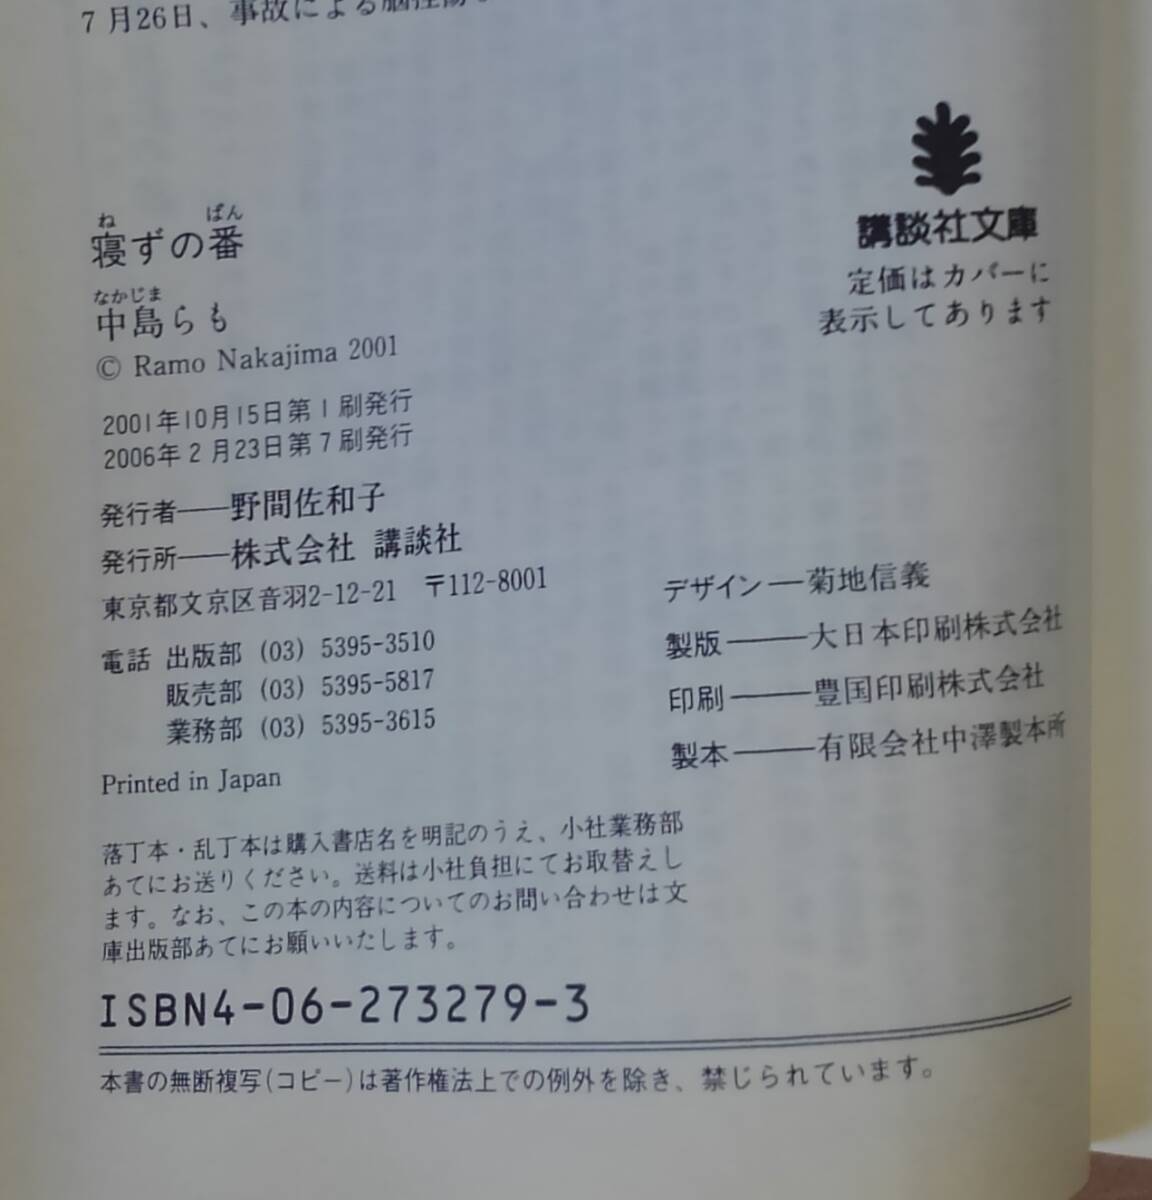 7月26日、事故による脳挫傷
講談社文庫
定価はカバーに
表示してあります
ね ばん
寝ずの番
なかじま
中島らも
© Ramo Nakajima 2001
2001年10月15日第1刷発行
2006年2月23日第7刷発行
発行者——野間佐和子
発行所——株式会社 講談社
東京都文京区音羽2-12-21 〒112-8001
電話 出版部 (03) 5395-3510
販売部 (03) 5395-5817
業務部 (03) 5395-3615
Printed in Japan
デザイン—菊地信義
製版——大日本印刷株式会社
印刷——豊国印刷株式会社
製本——有限会社中澤製本所
落丁本・乱丁本は購入書店名を明記のうえ、小社業務部
あてにお送りください。送料は小社負担にてお取替えし
ます。なお、この本の内容についてのお問い合わせは文
庫出版部あてにお願いいたします。
ISBN4-06-273279-3
本書の無断複写(コピー)は著作権法上での例外を除き、禁じられています。